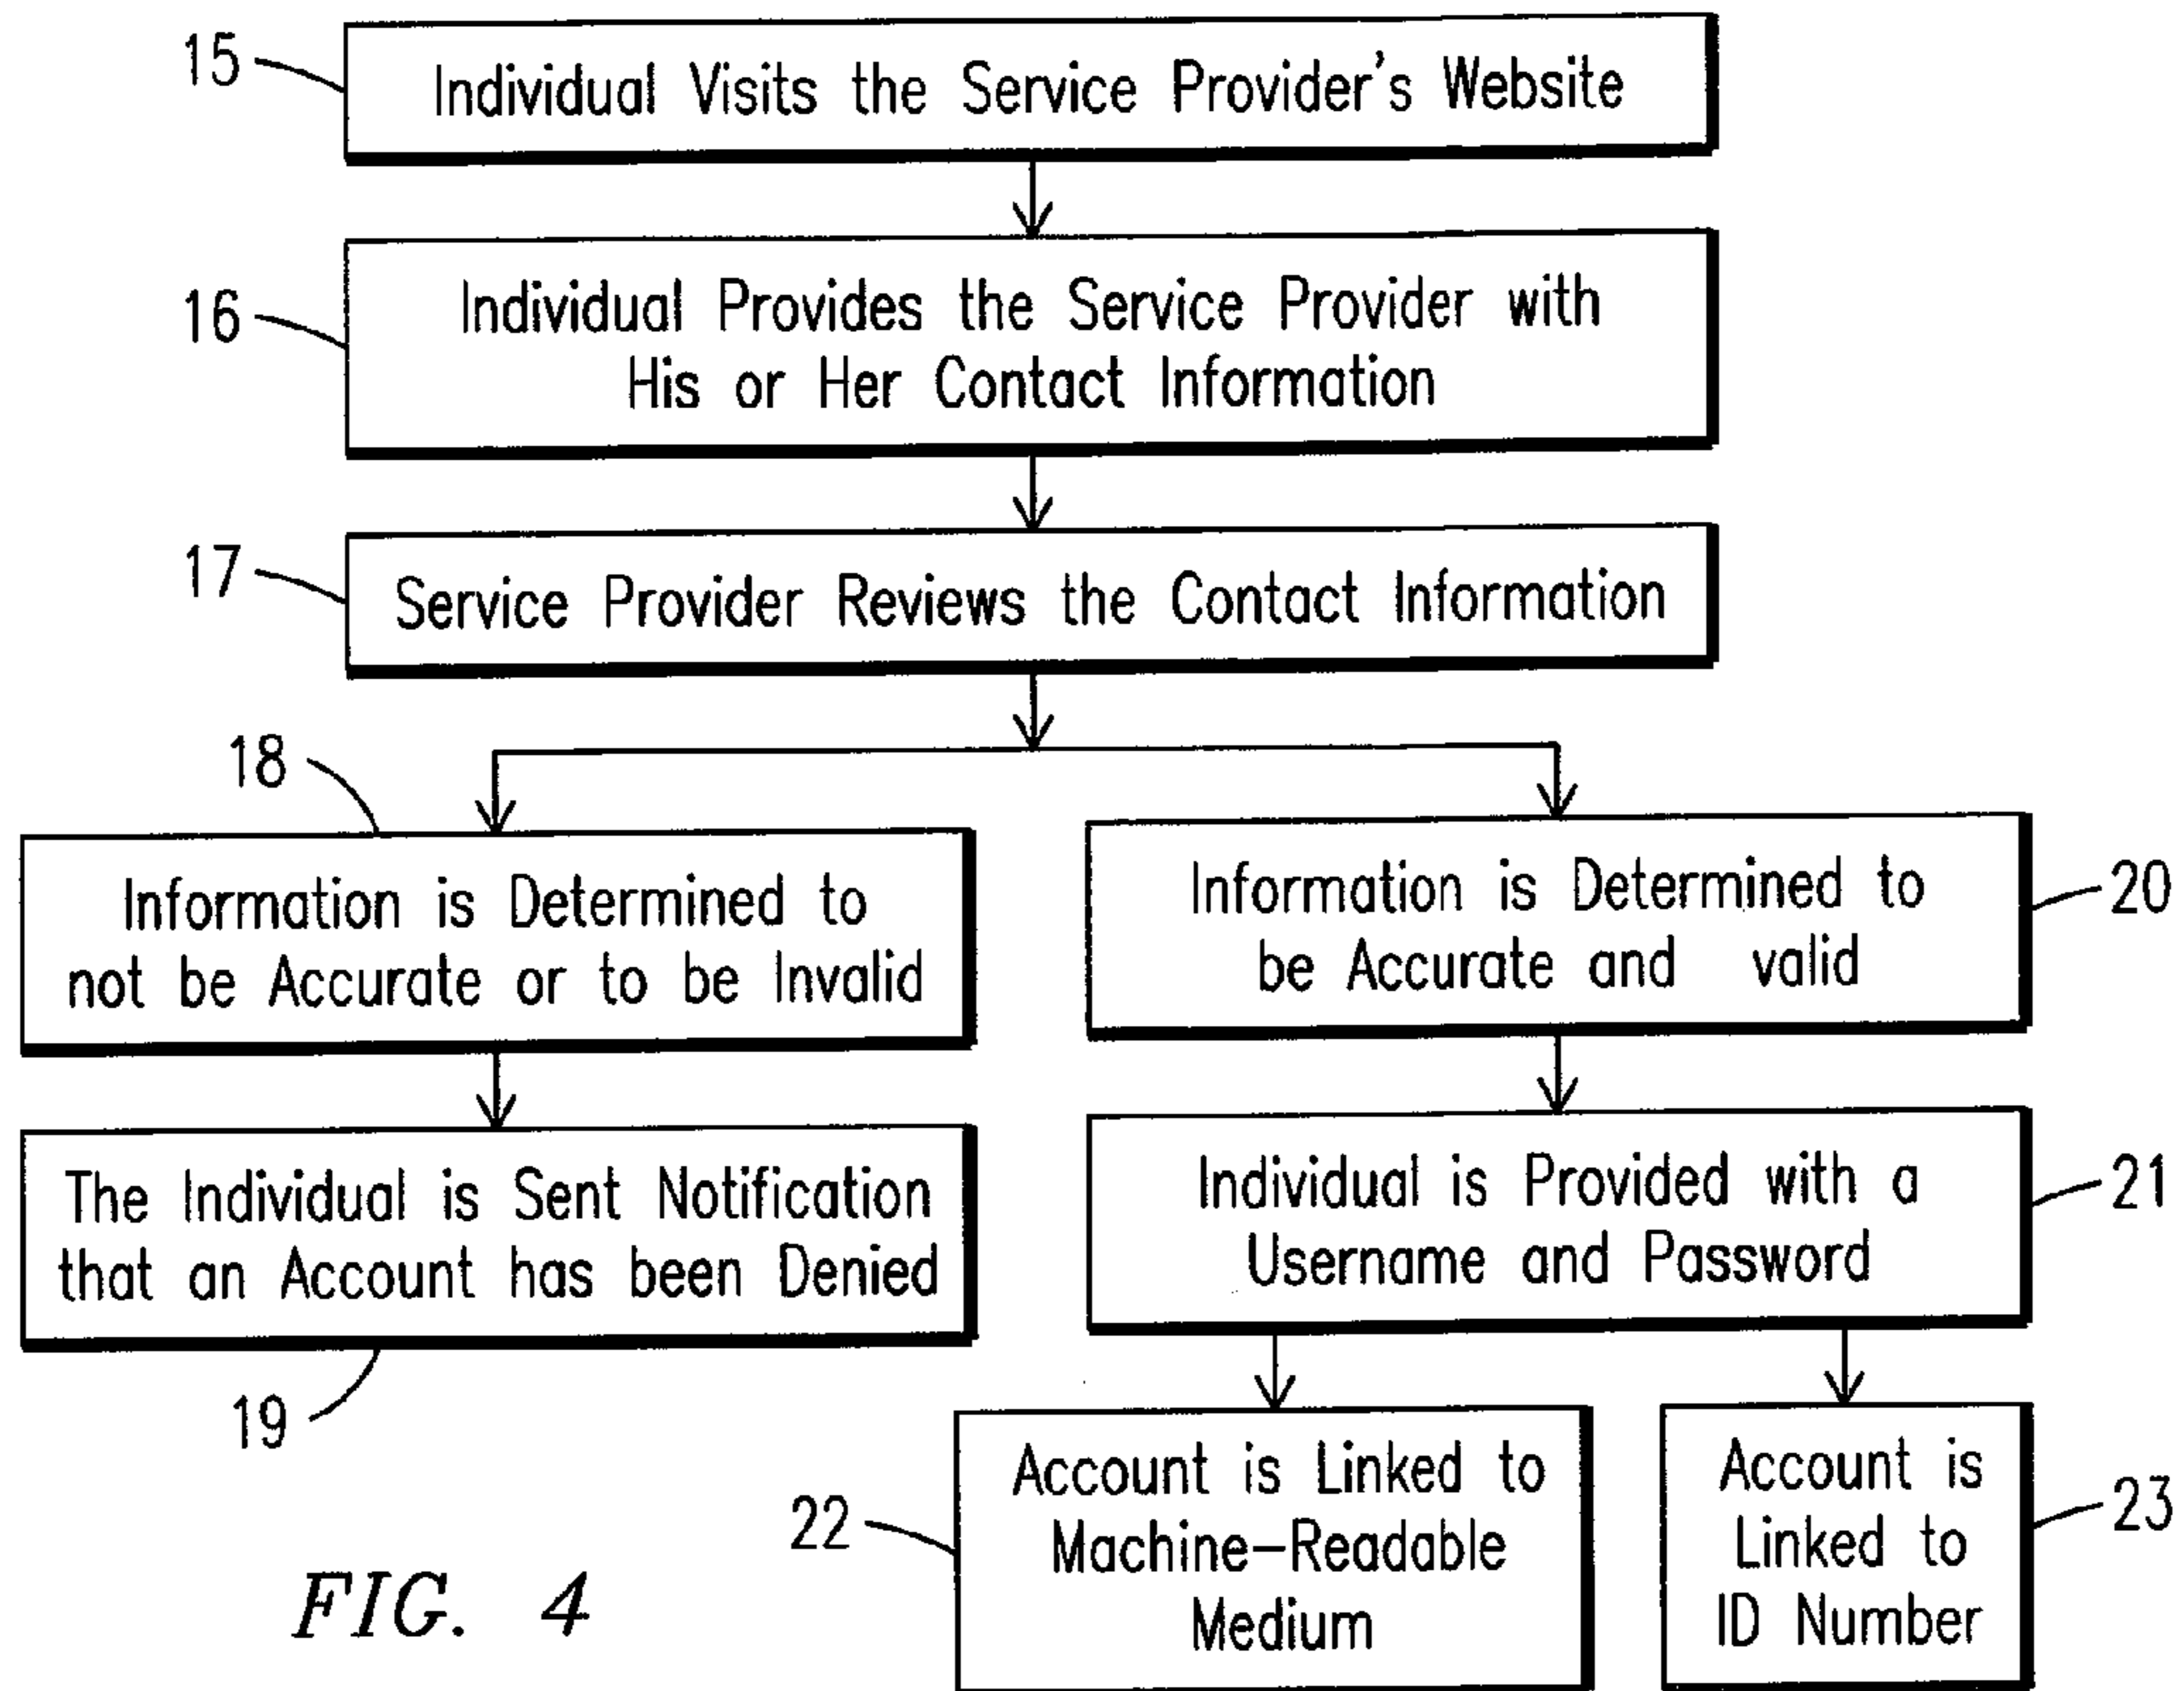 15
Individual Visits the Service Provider's Website
16
Individual Provides the Service Provider with
His or Her Contact Information
17
Service Provider Reviews the Contact Information
18
Information is Determined to
not be Accurate or to be Invalid
Information is Determined to
be Accurate and valid
20
The Individual is Sent Notification
that an Account has been Denied
19
Individual is Provided with a
Username and Password
21
22
Account is Linked to
Machine-Readable
Medium
Account is
Linked to
ID Number
23
FIG. 4